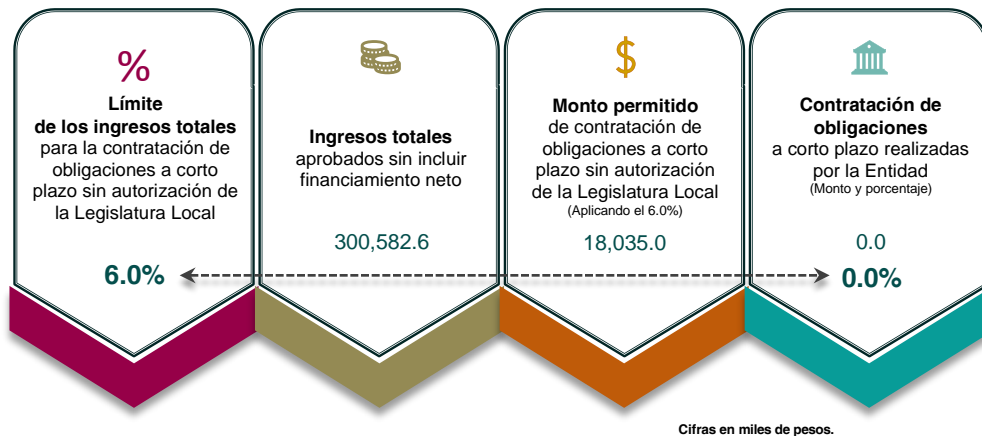 %
Límite
de los ingresos totales
para la contratación de
obligaciones a corto
plazo sin autorización de
la Legislatura Local
6.0%
Ingresos totales
aprobados sin incluir
financiamiento neto
300,582.6
$
Monto permitido
de contratación de
obligaciones a corto
plazo sin autorización
de la Legislatura Local
(Aplicando el 6.0%)
18,035.0
Contratación de
obligaciones
a corto plazo realizadas
por la Entidad
(Monto y porcentaje)
0.0
0.0%
Cifras en miles de pesos.